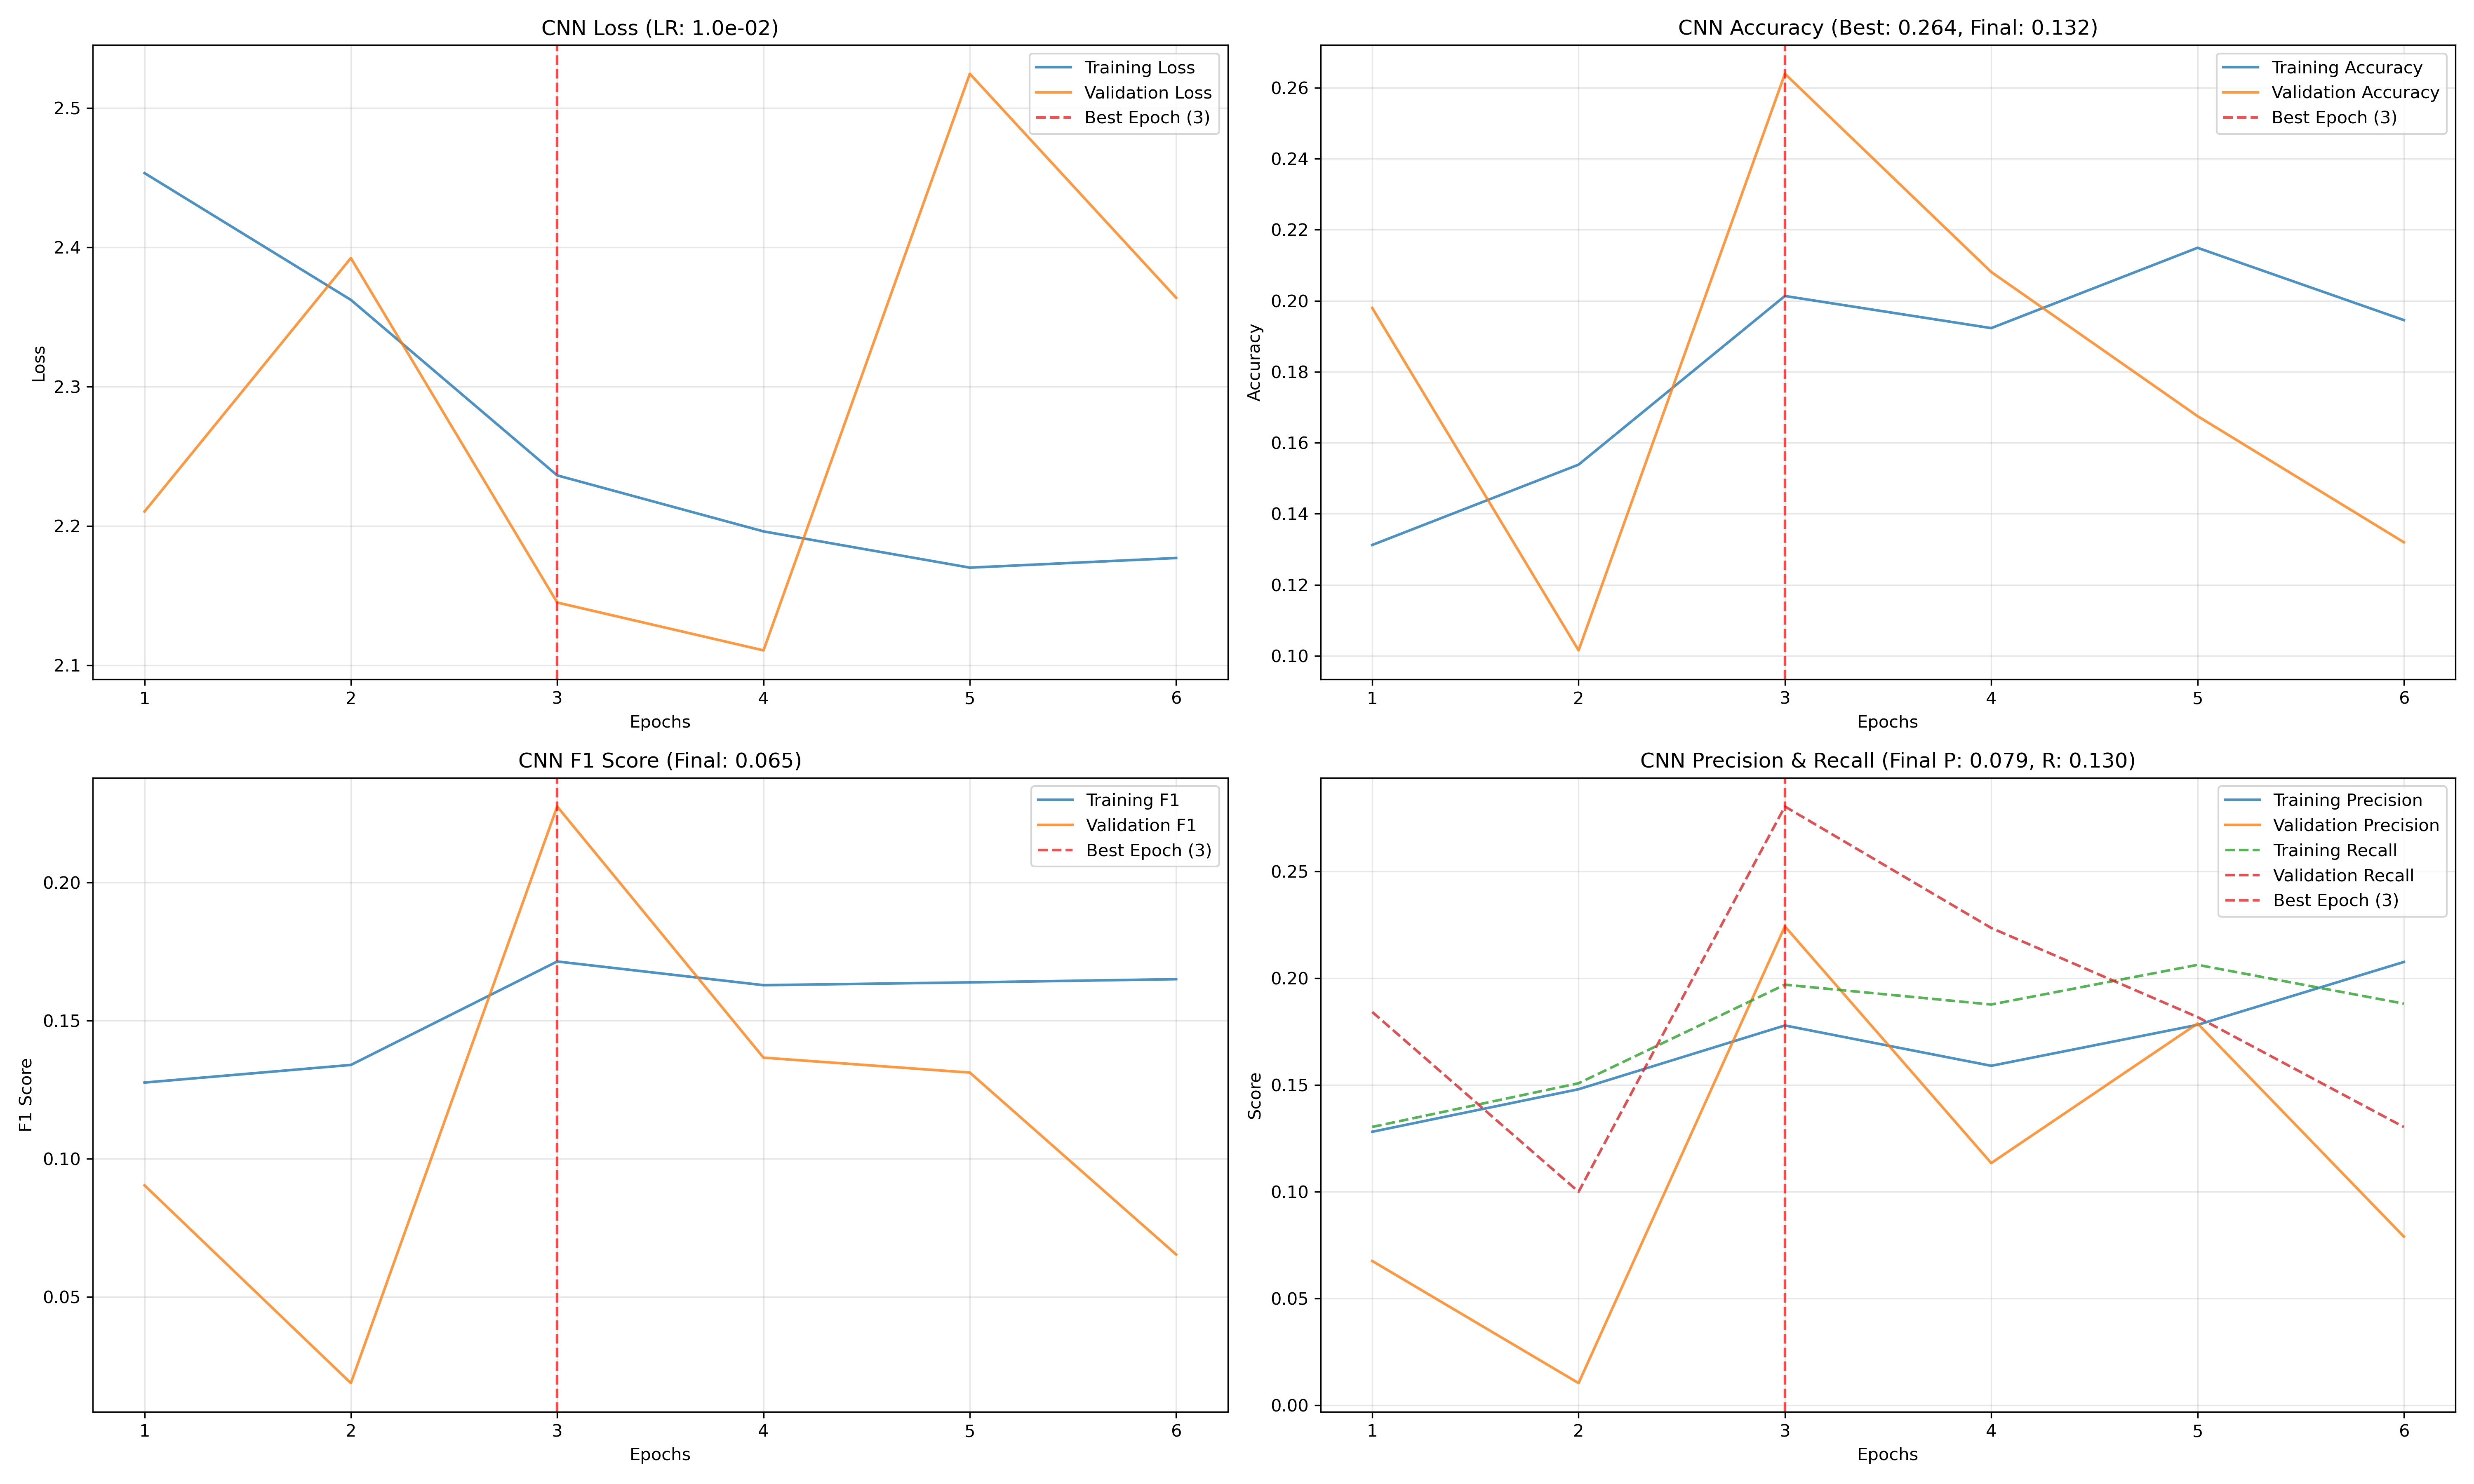 CNN Loss (LR: 1.0e-02)
Training Loss
Validation Loss
Best Epoch (3)
2.5
2.4
2.3
2.2
2.1
Loss
1 2 3 4 5 6
Epochs
CNN Accuracy (Best: 0.264, Final: 0.132)
Training Accuracy
Validation Accuracy
Best Epoch (3)
0.26
0.24
0.22
0.20
0.18
0.16
0.14
0.12
0.10
Accuracy
1 2 3 4 5 6
Epochs
CNN F1 Score (Final: 0.065)
Training F1
Validation F1
Best Epoch (3)
0.20
0.15
0.10
0.05
F1 Score
1 2 3 4 5 6
Epochs
CNN Precision & Recall (Final P: 0.079, R: 0.130)
Training Precision
Validation Precision
Training Recall
Validation Recall
Best Epoch (3)
0.25
0.20
0.15
0.10
0.05
0.00
Score
1 2 3 4 5 6
Epochs